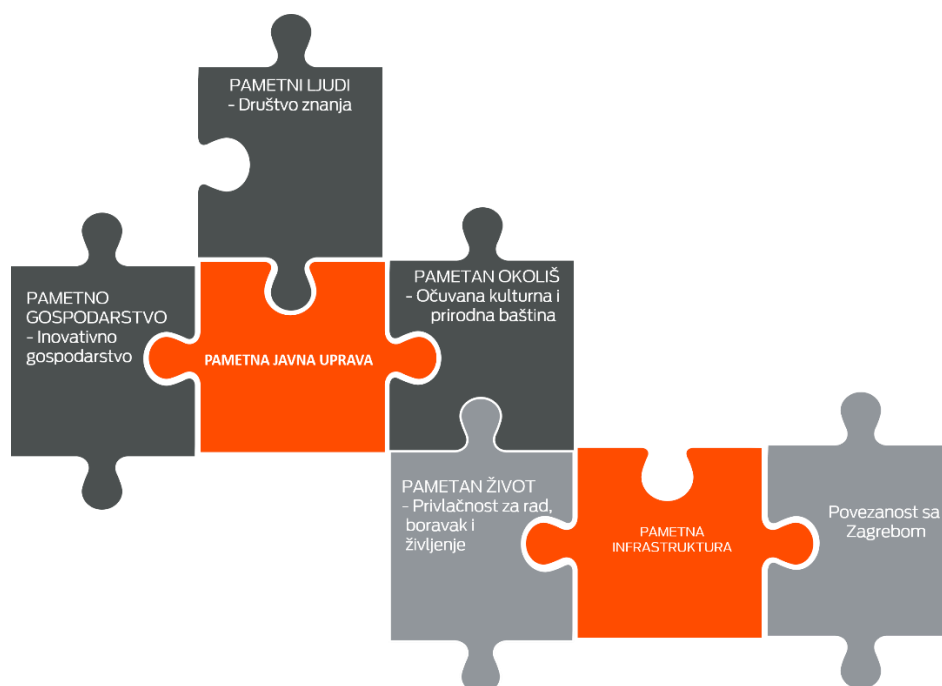 PAMETNI LJUDI
- Društvo znanja
PAMETNO
GOSPODARSTVO
- Inovativno
gospodarstvo
PAMETNA JAVNA UPRAVA
PAMETAN OKOLIŠ
- Očuvana kulturna i
prirodna baština
PAMETAN ŽIVOT
- Privlačnost za rad,
boravak i
življenje
PAMETNA
INFRASTRUKTURA
Povezanost sa
Zagrebom